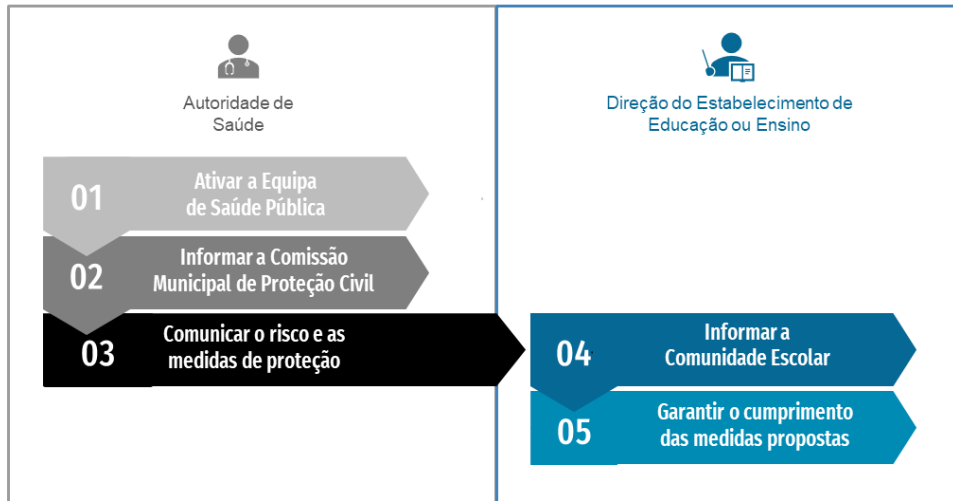 Autoridade de
Saúde
Direção do Estabelecimento de
Educação ou Ensino
01
Ativar a Equipa
de Saúde Pública
02
Informar a Comissão
Municipal de Proteção Civil
03
Comunicar o risco e as
medidas de proteção
04
Informar a
Comunidade Escolar
05
Garantir o cumprimento
das medidas propostas